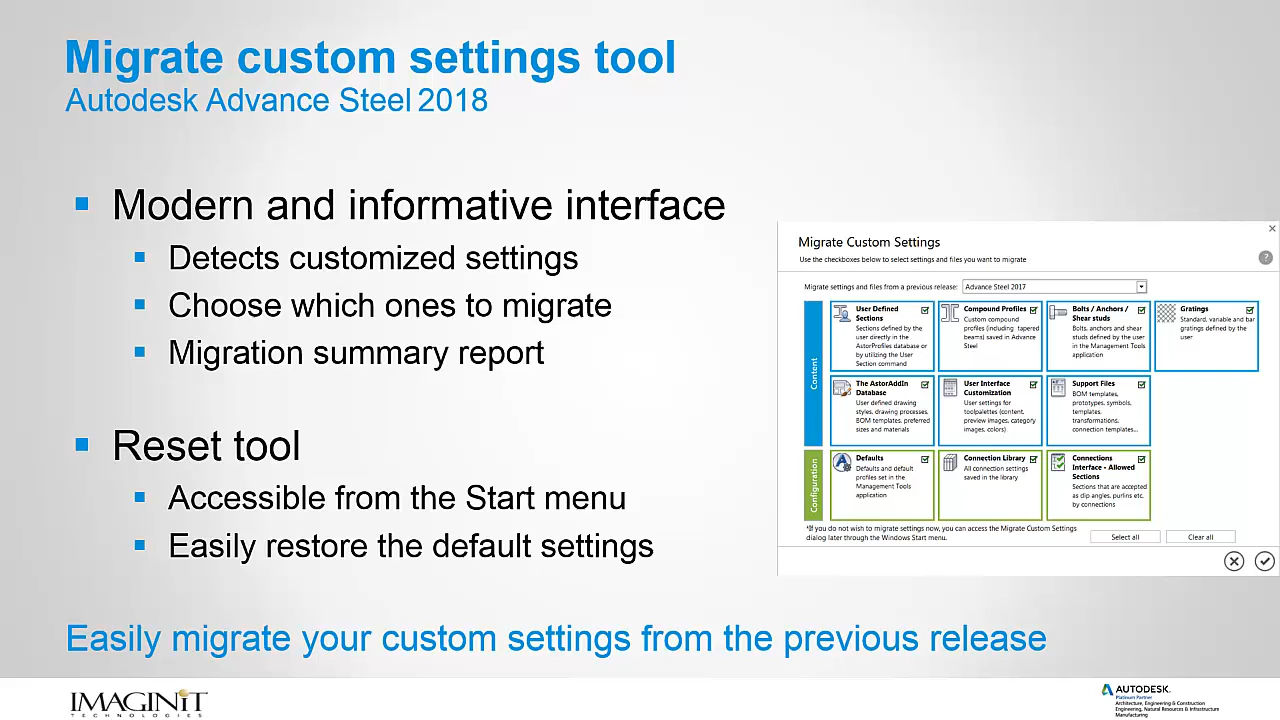 Migrate custom settings tool
Autodesk Advance Steel 2018
Modern and informative interface
Detects customized settings
Choose which ones to migrate
Migration summary report
Reset tool
Accessible from the Start menu
Easily restore the default settings
Migrate Custom Settings
Use the checkboxes below to select settings and files you want to migrate
Migrate settings and files from a previous release:
Advance Steel 2017
Content
User Defined
Sections
Sections defined by the
user directly in the
AstorProfiles database or
by utilizing the User
Section command
Compound Profiles
Custom compound
profiles (including tapered
beams) saved in Advance
Steel
Bolts / Anchors /
Shear studs
Bolts, anchors and shear
studs defined by the user
in the Management Tools
application
Gratings
Standard, variable and bar
gratings defined by the
user
The AstorAddIn
Database
User defined drawing
styles, drawing processes,
BOM templates, preferred
sizes and materials
User Interface
Customization
User settings for
toolpalettes (content,
preview images, category
images, colors)
Support Files
BOM templates,
prototypes, symbols,
templates,
transformations,
connection templates...
Configuration
Defaults
Defaults and default
profiles set in the
Management Tools
application
Connection Library
All connection settings
saved in the library
Connections
Interface - Allowed
Sections
Sections that are accepted
as clip angles, purlins etc.
by connections
*If you do not wish to migrate settings now, you can access the Migrate Custom Settings
dialog later through the Windows Start menu.
Select all
Clear all
Easily migrate your custom settings from the previous release
IMAGINiT
TECHNOLOGIES
AUTODESK.
Platinum Partner
Architecture, Engineering & Construction
Engineering, Natural Resources & Infrastructure
Manufacturing